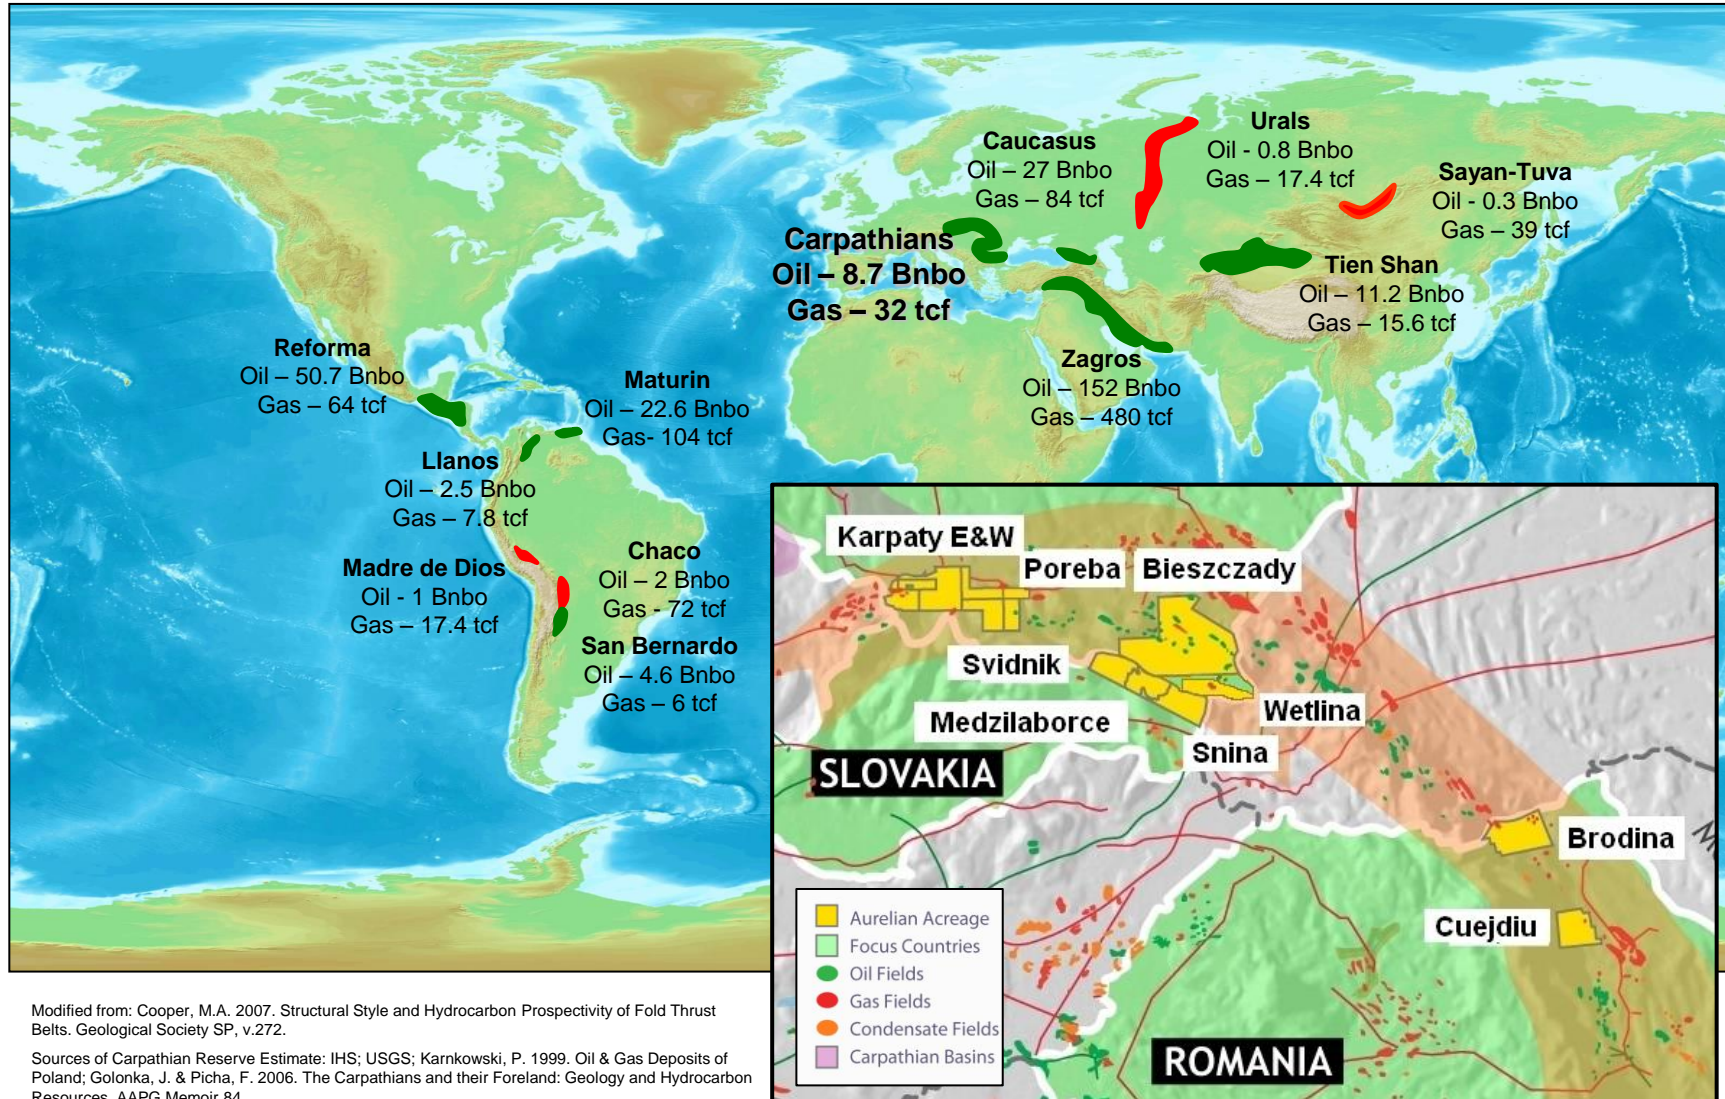 Caucasus
Oil – 27 Bnbo
Gas – 84 tcf
Urals
Oil - 0.8 Bnbo
Gas – 17.4 tcf
Sayan-Tuva
Oil - 0.3 Bnbo
Gas – 39 tcf
Carpathians
Oil – 8.7 Bnbo
Gas – 32 tcf
Tien Shan
Oil – 11.2 Bnbo
Gas – 15.6 tcf
Reforma
Oil – 50.7 Bnbo
Gas – 64 tcf
Maturin
Oil – 22.6 Bnbo
Gas- 104 tcf
Zagros
Oil – 152 Bnbo
Gas – 480 tcf
Llanos
Oil – 2.5 Bnbo
Gas – 7.8 tcf
Madre de Dios
Oil - 1 Bnbo
Gas – 17.4 tcf
Chaco
Oil – 2 Bnbo
Gas - 72 tcf
San Bernardo
Oil – 4.6 Bnbo
Gas – 6 tcf
Karpaty E&W
Poreba
Bieszczady
Svidnik
Medzilaborce
Wetlina
Snina
SLOVAKIA
Brodina
Cuejdiu
ROMANIA
Aurelian Acreage
Focus Countries
Oil Fields
Gas Fields
Condensate Fields
Carpathian Basins
Modified from: Cooper, M.A. 2007. Structural Style and Hydrocarbon Prospectivity of Fold Thrust
Belts. Geological Society SP, v.272.
Sources of Carpathian Reserve Estimate: IHS; USGS; Karnkowski, P. 1999. Oil & Gas Deposits of
Poland; Golonka, J. & Picha, F. 2006. The Carpathians and their Foreland: Geology and Hydrocarbon
Resources. AAPG Memoir 84